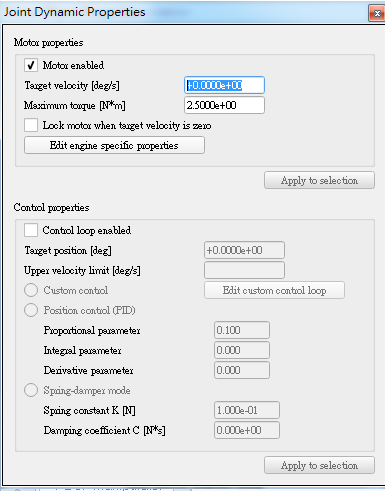 Joint Dynamic Properties
Motor properties
Motor enabled
Target velocity [deg/s] +0.0000e+00
Maximum torque [N*m] 2.5000e+00
Lock motor when target velocity is zero
Edit engine specific properties
Apply to selection
Control properties
Control loop enabled
Target position [deg] +0.0000e+00
Upper velocity limit [deg/s]
Custom control Edit custom control loop
Position control (PID)
Proportional parameter 0.100
Integral parameter 0.000
Derivative parameter 0.000
Spring-damper mode
Spring constant K [N] 1.000e-01
Damping coefficient C [N*s] 0.000e+00
Apply to selection